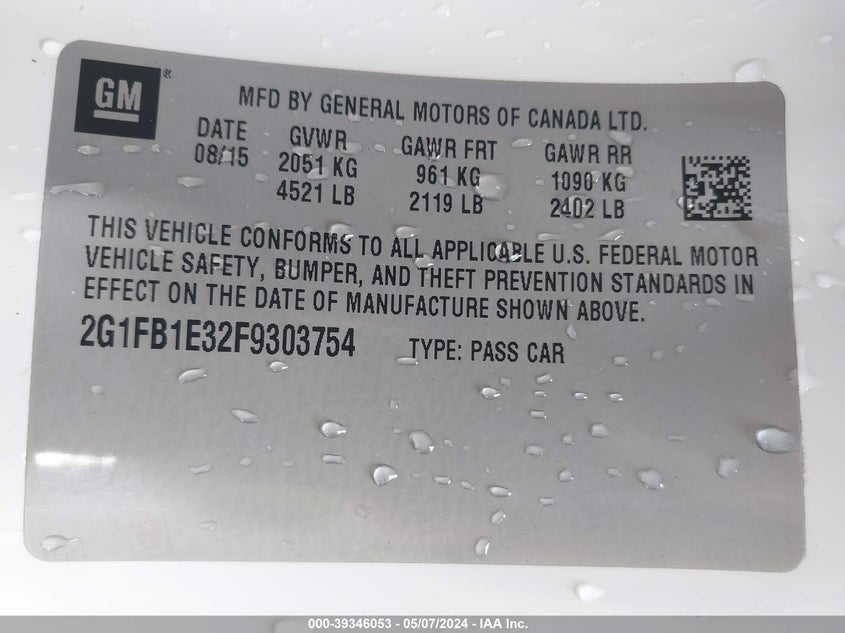 GM®
MFD BY GENERAL MOTORS OF CANADA LTD.
DATE GVWR GAWR FRT GAWR RR
08/15 2051 KG 961 KG 1090 KG
4521 LB 2119 LB 2402 LB
THIS VEHICLE CONFORMS TO ALL APPLICABLE U.S. FEDERAL MOTOR
VEHICLE SAFETY, BUMPER, AND THEFT PREVENTION STANDARDS IN
EFFECT ON THE DATE OF MANUFACTURE SHOWN ABOVE.
2G1FB1E32F9303754 TYPE: PASS CAR
000-39346053 - 05/07/2024 - IAA Inc.